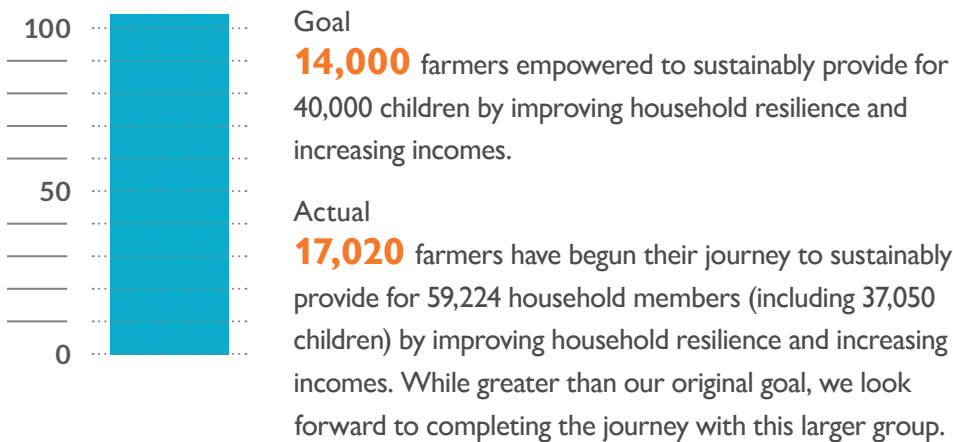 100
50
0
Goal
14,000 farmers empowered to sustainably provide for
40,000 children by improving household resilience and
increasing incomes.
Actual
17,020 farmers have begun their journey to sustainably
provide for 59,224 household members (including 37,050
children) by improving household resilience and increasing
incomes. While greater than our original goal, we look
forward to completing the journey with this larger group.